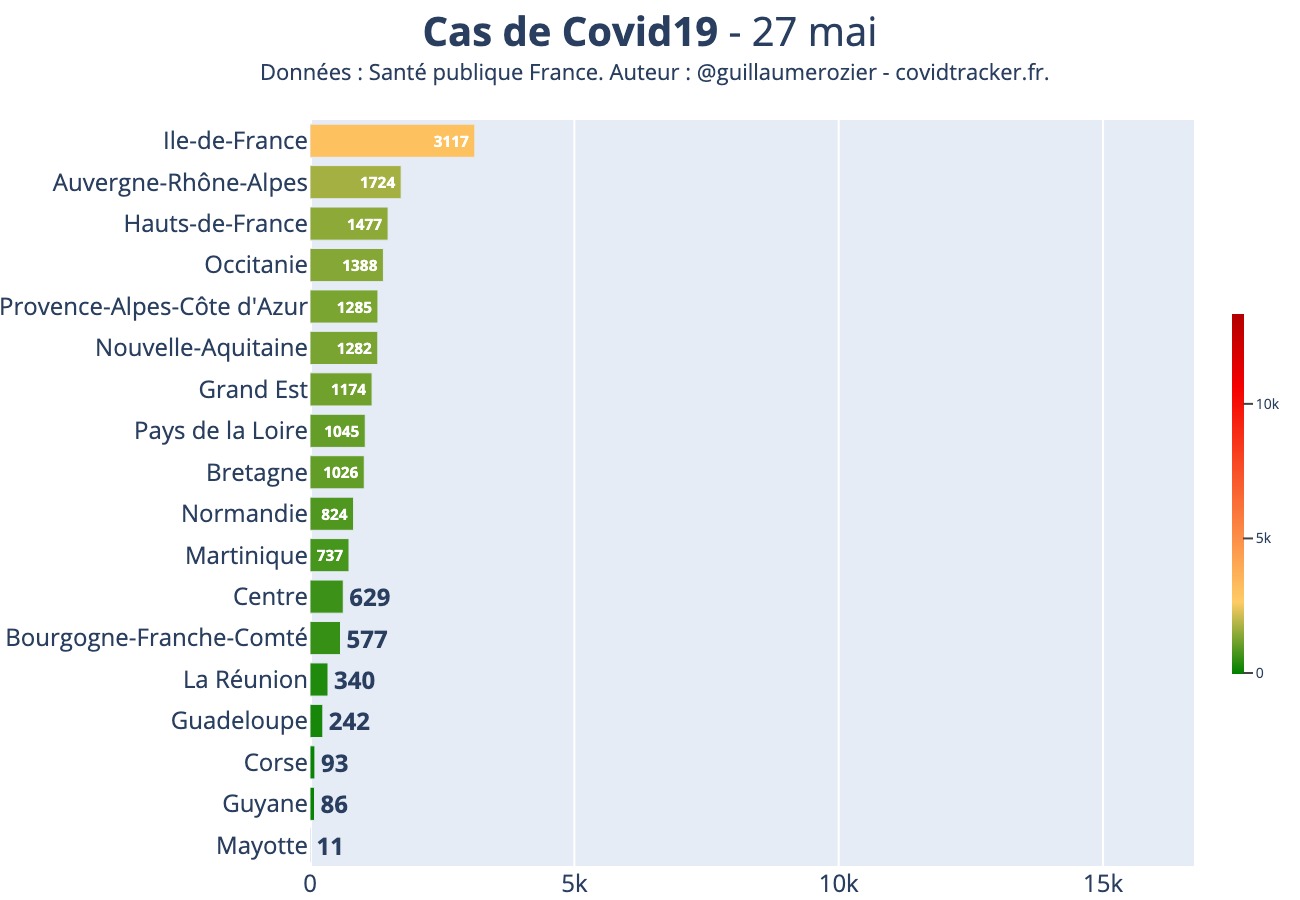 Cas de Covid19 - 27 mai
Données : Santé publique France. Auteur : @guillaumerozier - covidtracker.fr.
Ile-de-France 3117
Auvergne-Rhône-Alpes 1724
Hauts-de-France 1477
Occitanie 1388
Provence-Alpes-Côte d'Azur 1285
Nouvelle-Aquitaine 1282
Grand Est 1174
Pays de la Loire 1045
Bretagne 1026
Normandie 824
Martinique 737
Centre 629
Bourgogne-Franche-Comté 577
La Réunion 340
Guadeloupe 242
Corse 93
Guyane 86
Mayotte 11
0 5k 10k 15k
10k
5k
0